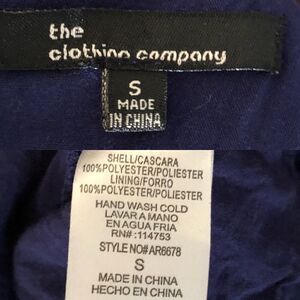 the
clothing company
S
MADE
IN CHINA
SHELL/CASCARA
100%POLYESTER/POLIESTER
LINING/FORRO
100%POLYESTER/POLIESTER
HAND WASH COLD
LAVAR A MANO
EN AGUA FRIA
RN#:114753
STYLE NO#AR6678
S
MADE IN CHINA
HECHO EN CHINA